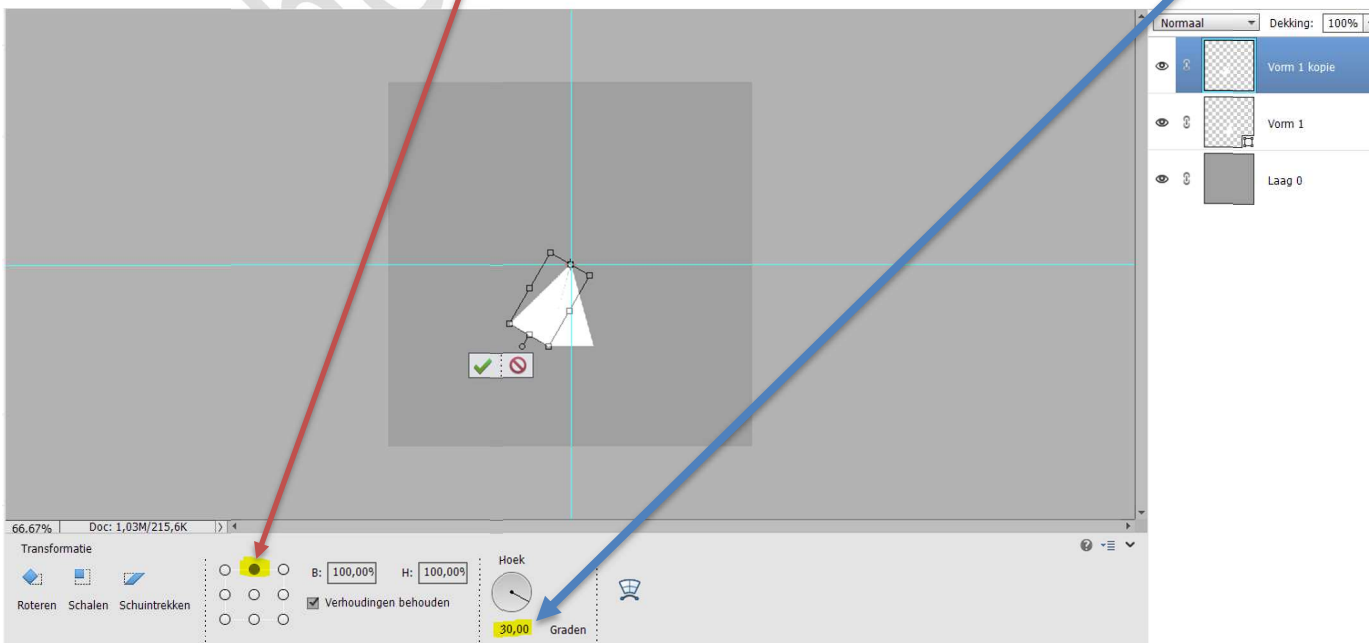 Normaal Dekking: 100%
Vorm 1 kopie
Vorm 1
Laag 0
66.67% Doc: 1,03M/215,6K
Transformatie
Roteren Schalen Schuintrekken
B: 100,00% H: 100,00%
Verhoudingen behouden
Hoek
30,00 Graden